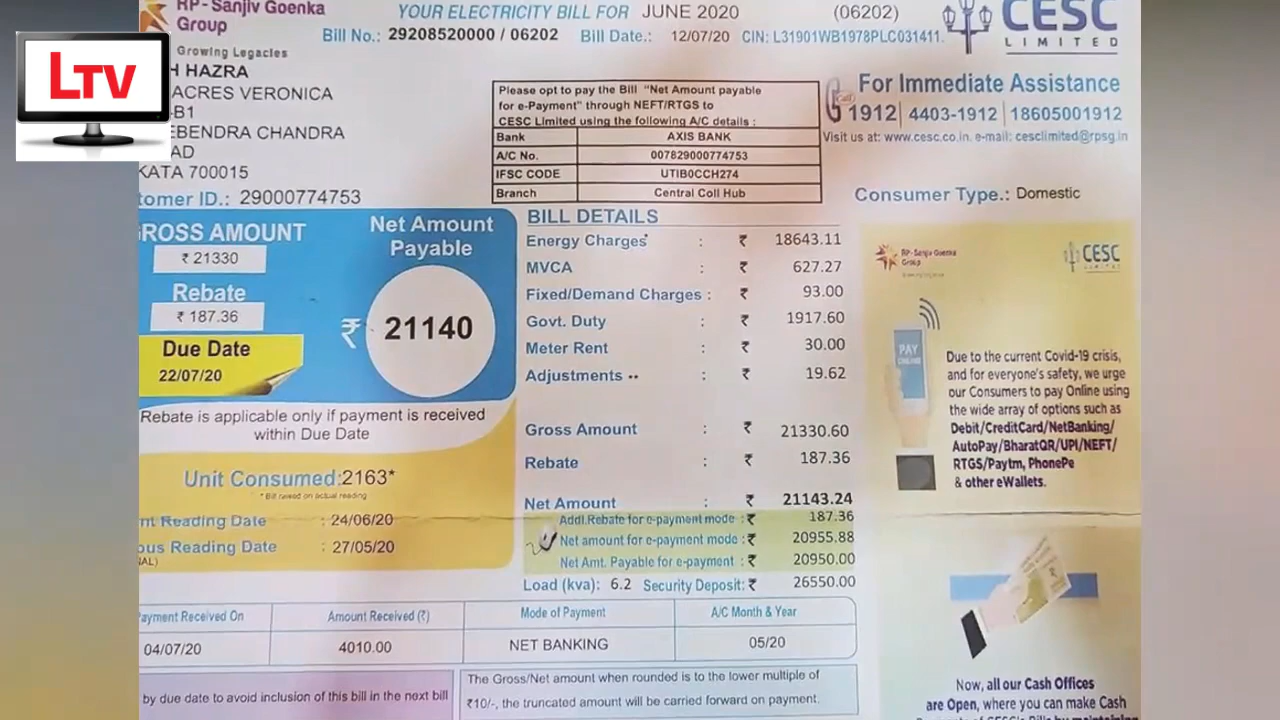 RP-Sanjiv Goenka
Group
Growing Legacies
LTV
YOUR ELECTRICITY BILL FOR JUNE 2020 (06202)
Bill No.: 29208520000 / 06202 Bill Date.: 12/07/20 CIN: L31901WB1978PLC031411.
CESC
LIMITED
H HAZRA
ACRES VERONICA
-B1
EBENDRA CHANDRA
AD
KATA 700015
tomer ID.: 29000774753
Please opt to pay the Bill "Net Amount payable
for e-Payment" through NEFT/RTGS to
CESC Limited using the following A/C details :
Bank AXIS BANK
A/C No. 007829000774753
IFSC CODE UTIB0CCH274
Branch Central Coll Hub
For Immediate Assistance
Call
1912 4403-1912 18605001912
Visit us at: www.cesc.co.in. e-mail: cesclimited@rpsg.in
Consumer Type.: Domestic
GROSS AMOUNT
₹ 21330
Rebate
₹ 187.36
Due Date
22/07/20
Net Amount
Payable
₹ 21140
Rebate is applicable only if payment is received
within Due Date
Unit Consumed:2163*
* Bill raised on actual reading
nt Reading Date : 24/06/20
ous Reading Date : 27/05/20
AL)
BILL DETAILS
Energy Charges* : ₹ 18643.11
MVCA : ₹ 627.27
Fixed/Demand Charges : ₹ 93.00
Govt. Duty : ₹ 1917.60
Meter Rent : ₹ 30.00
Adjustments ** : ₹ 19.62
Gross Amount : ₹ 21330.60
Rebate : ₹ 187.36
Net Amount : ₹ 21143.24
Addl.Rebate for e-payment mode : ₹ 187.36
Net amount for e-payment mode : ₹ 20955.88
Net Amt. Payable for e-payment : ₹ 20950.00
Load (kva): 6.2 Security Deposit: ₹ 26550.00
RP-Sanjiv Goenka
Group
CESC
LIMITED
PAY
ONLINE
Due to the current Covid-19 crisis,
and for everyone's safety, we urge
our Consumers to pay Online using
the wide array of options such as
Debit/CreditCard/NetBanking/
AutoPay/BharatQR/UPI/NEFT/
RTGS/Paytm, PhonePe
& other eWallets.
ayment Received On Amount Received (₹) Mode of Payment A/C Month & Year
04/07/20 4010.00 NET BANKING 05/20
by due date to avoid inclusion of this bill in the next bill
The Gross/Net amount when rounded is to the lower multiple of
₹10/-, the truncated amount will be carried forward on payment.
Now, all our Cash Offices
are Open, where you can make Cash